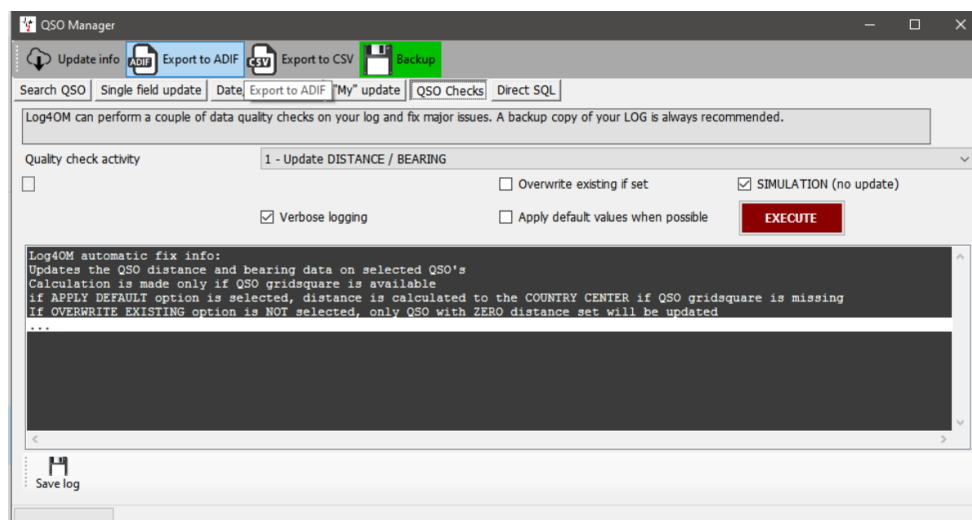 QSO Manager
Update info ADIF Export to ADIF CSV Export to CSV Backup
Search QSO Single field update Date, Export to ADIF "My" update QSO Checks Direct SQL
Log4OM can perform a couple of data quality checks on your log and fix major issues. A backup copy of your LOG is always recommended.
Quality check activity 1 - Update DISTANCE / BEARING
Overwrite existing if set SIMULATION (no update)
Verbose logging Apply default values when possible EXECUTE
Log4OM automatic fix info:
Updates the QSO distance and bearing data on selected QSO's
Calculation is made only if QSO gridsquare is available
if APPLY DEFAULT option is selected, distance is calculated to the COUNTRY CENTER if QSO gridsquare is missing
If OVERWRITE EXISTING option is NOT selected, only QSO with ZERO distance set will be updated
...
Save log